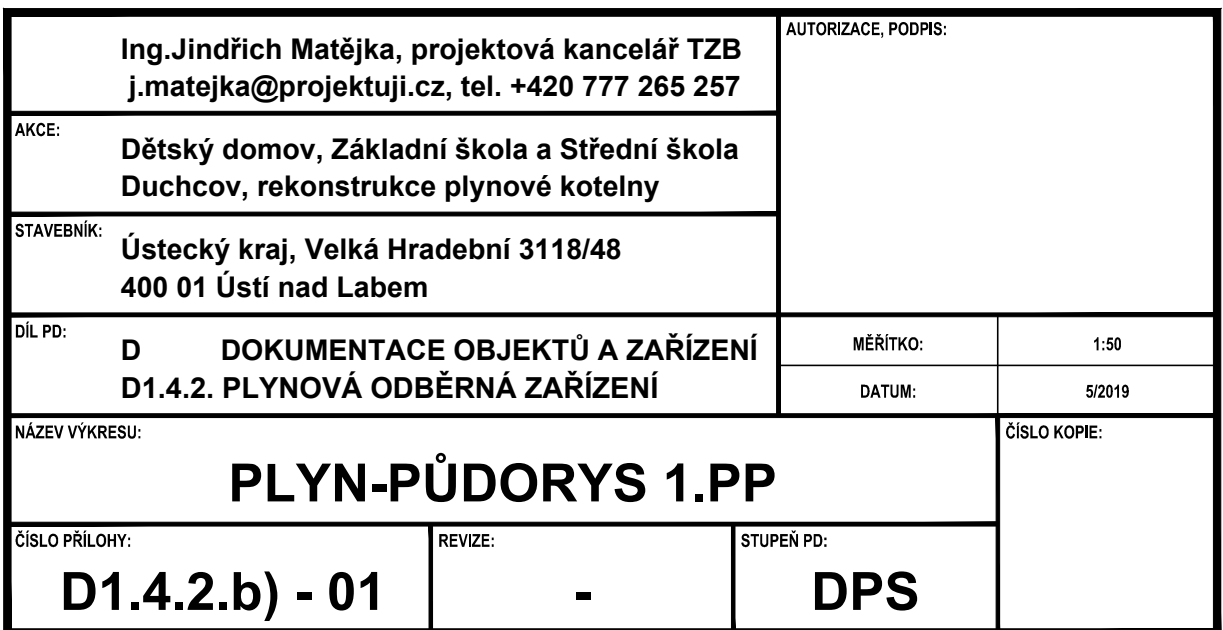 Ing.Jindřich Matějka, projektová kancelář TZB
j.matejka@projektuji.cz, tel. +420 777 265 257
AUTORIZACE, PODPIS:
AKCE:
Dětský domov, Základní škola a Střední škola
Duchcov, rekonstrukce plynové kotelny
STAVEBNÍK:
Ústecký kraj, Velká Hradební 3118/48
400 01 Ústí nad Labem
DÍL PD:
D DOKUMENTACE OBJEKTŮ A ZAŘÍZENÍ
D1.4.2. PLYNOVÁ ODBĚRNÁ ZAŘÍZENÍ
MĚŘÍTKO: 1:50
DATUM: 5/2019
NÁZEV VÝKRESU:
PLYN-PŮDORYS 1.PP
ČÍSLO KOPIE:
ČÍSLO PŘÍLOHY:
D1.4.2.b) - 01
REVIZE:
-
STUPEŇ PD:
DPS